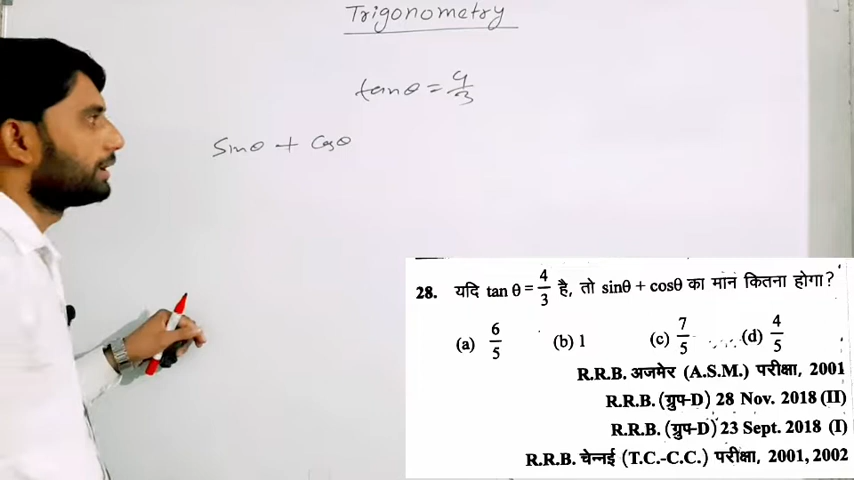 Trigonometry
tanθ = 4/3
Sinθ + Cosθ
28. यदि tan θ = 4/3 है, तो sinθ + cosθ का मान कितना होगा?
(a) 6/5 (b) 1 (c) 7/5 (d) 4/5
R.R.B. अजमेर (A.S.M.) परीक्षा, 2001
R.R.B. (ग्रुप-D) 28 Nov. 2018 (II)
R.R.B. (ग्रुप-D) 23 Sept. 2018 (I)
R.R.B. चेन्नई (T.C.-C.C.) परीक्षा, 2001, 2002